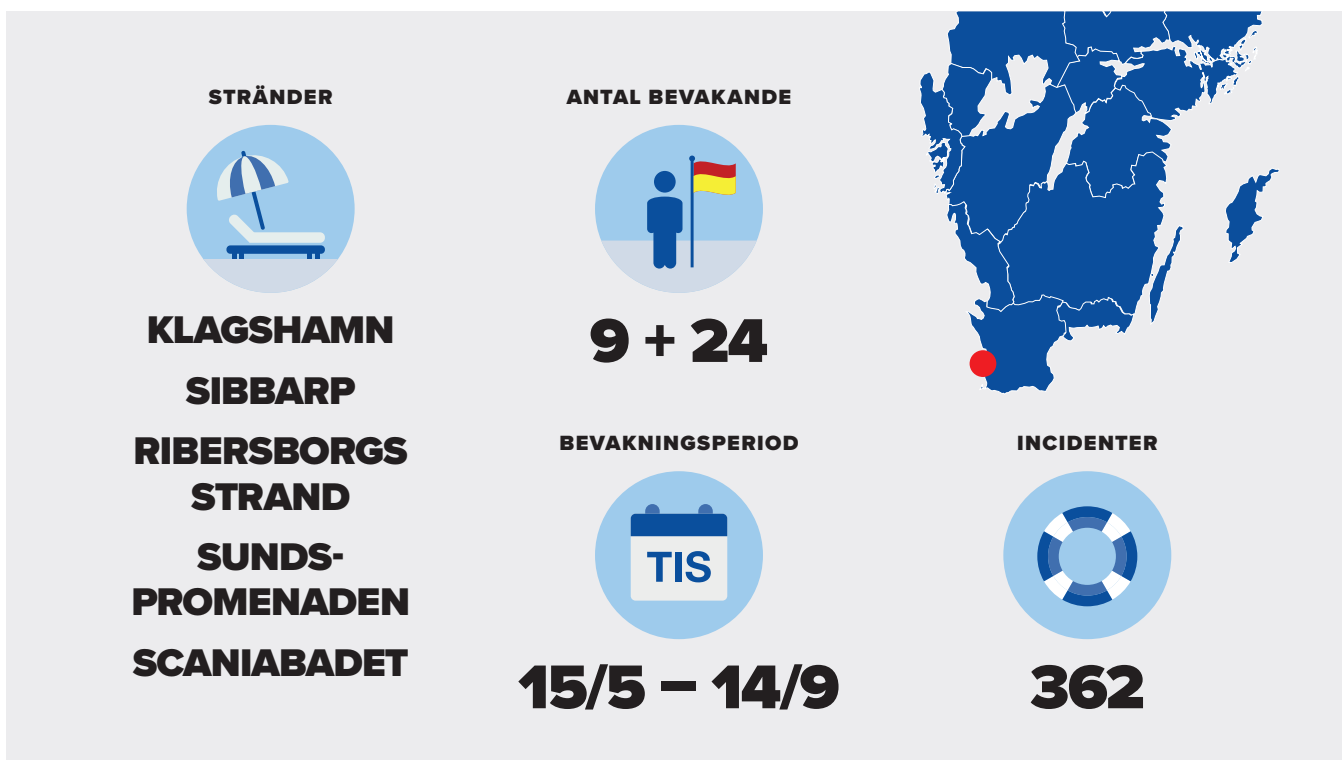 STRÄNDER
KLAGSHAMN
SIBBARP
RIBERSBORGS
STRAND
SUNDS-
PROMENADEN
SCANIABADET
ANTAL BEVAKANDE
9 + 24
BEVAKNINGSPERIOD
TIS
15/5 – 14/9
INCIDENTER
362